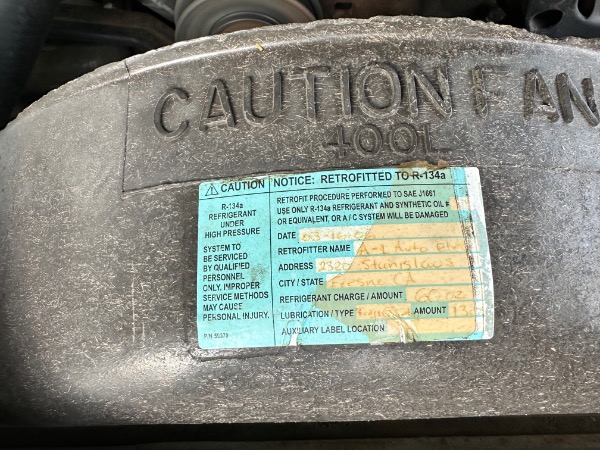 CAUTION FAN
400L
CAUTION
NOTICE: RETROFITTED TO R-134a
R-134a
REFRIGERANT
UNDER
HIGH PRESSURE
SYSTEM TO
BE SERVICED
BY QUALIFIED
PERSONNEL
ONLY. IMPROPER
SERVICE METHODS
MAY CAUSE
PERSONAL INJURY.
P/N 55379
RETROFIT PROCEDURE PERFORMED TO SAE J1661
USE ONLY R-134a REFRIGERANT AND SYNTHETIC OIL #
OR EQUIVALENT, OR A / C SYSTEM WILL BE DAMAGED
DATE
RETROFITTER NAME A-1 Auto
ADDRESS 2320 Stanislaus
CITY / STATE Fresno CA
REFRIGERANT CHARGE / AMOUNT
LUBRICATION / TYPE AMOUNT
AUXILIARY LABEL LOCATION